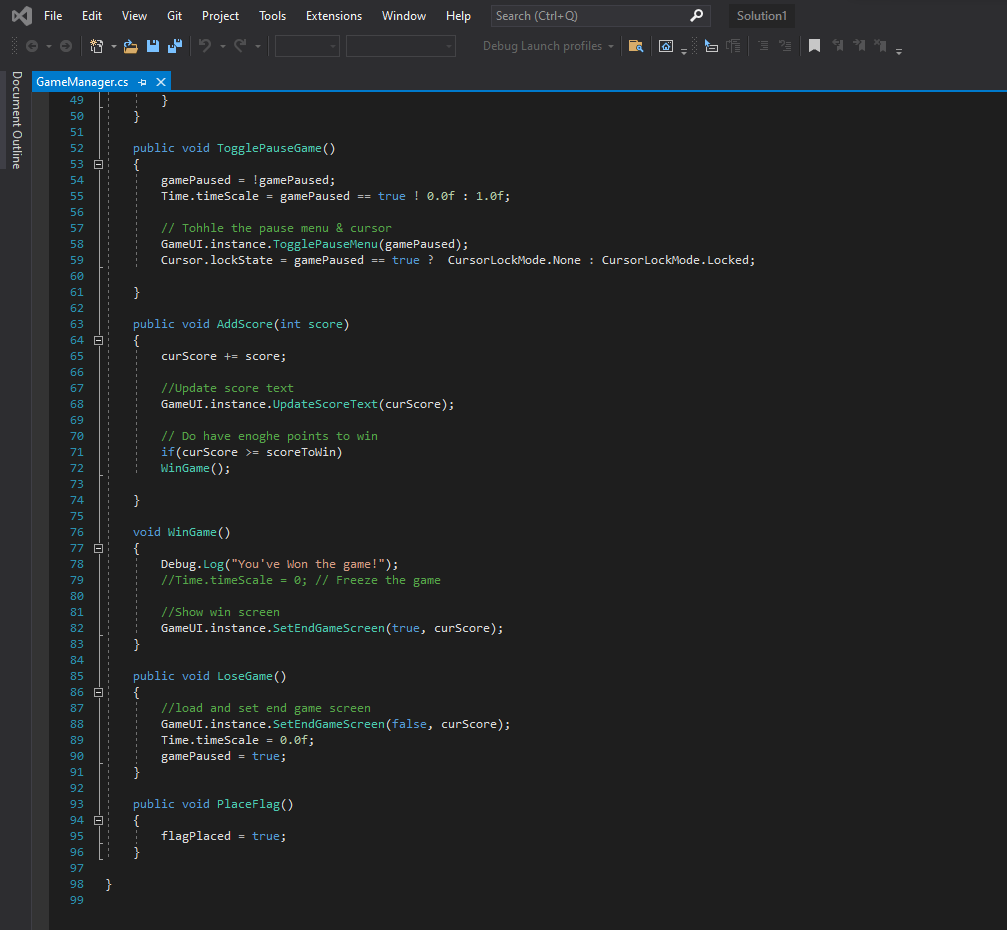 File Edit View Git Project Tools Extensions Window Help Search (Ctrl+Q) Solution1
Debug Launch profiles
Document Outline
GameManager.cs
49 }
50 }
51
52 public void TogglePauseGame()
53 {
54 gamePaused = !gamePaused;
55 Time.timeScale = gamePaused == true ! 0.0f : 1.0f;
56
57 // Tohhle the pause menu & cursor
58 GameUI.instance.TogglePauseMenu(gamePaused);
59 Cursor.lockState = gamePaused == true ?  CursorLockMode.None : CursorLockMode.Locked;
60
61 }
62
63 public void AddScore(int score)
64 {
65 curScore += score;
66
67 //Update score text
68 GameUI.instance.UpdateScoreText(curScore);
69
70 // Do have enoghe points to win
71 if(curScore >= scoreToWin)
72 WinGame();
73
74 }
75
76 void WinGame()
77 {
78 Debug.Log("You've Won the game!");
79 //Time.timeScale = 0; // Freeze the game
80
81 //Show win screen
82 GameUI.instance.SetEndGameScreen(true, curScore);
83 }
84
85 public void LoseGame()
86 {
87 //load and set end game screen
88 GameUI.instance.SetEndGameScreen(false, curScore);
89 Time.timeScale = 0.0f;
90 gamePaused = true;
91 }
92
93 public void PlaceFlag()
94 {
95 flagPlaced = true;
96 }
97
98 }
99